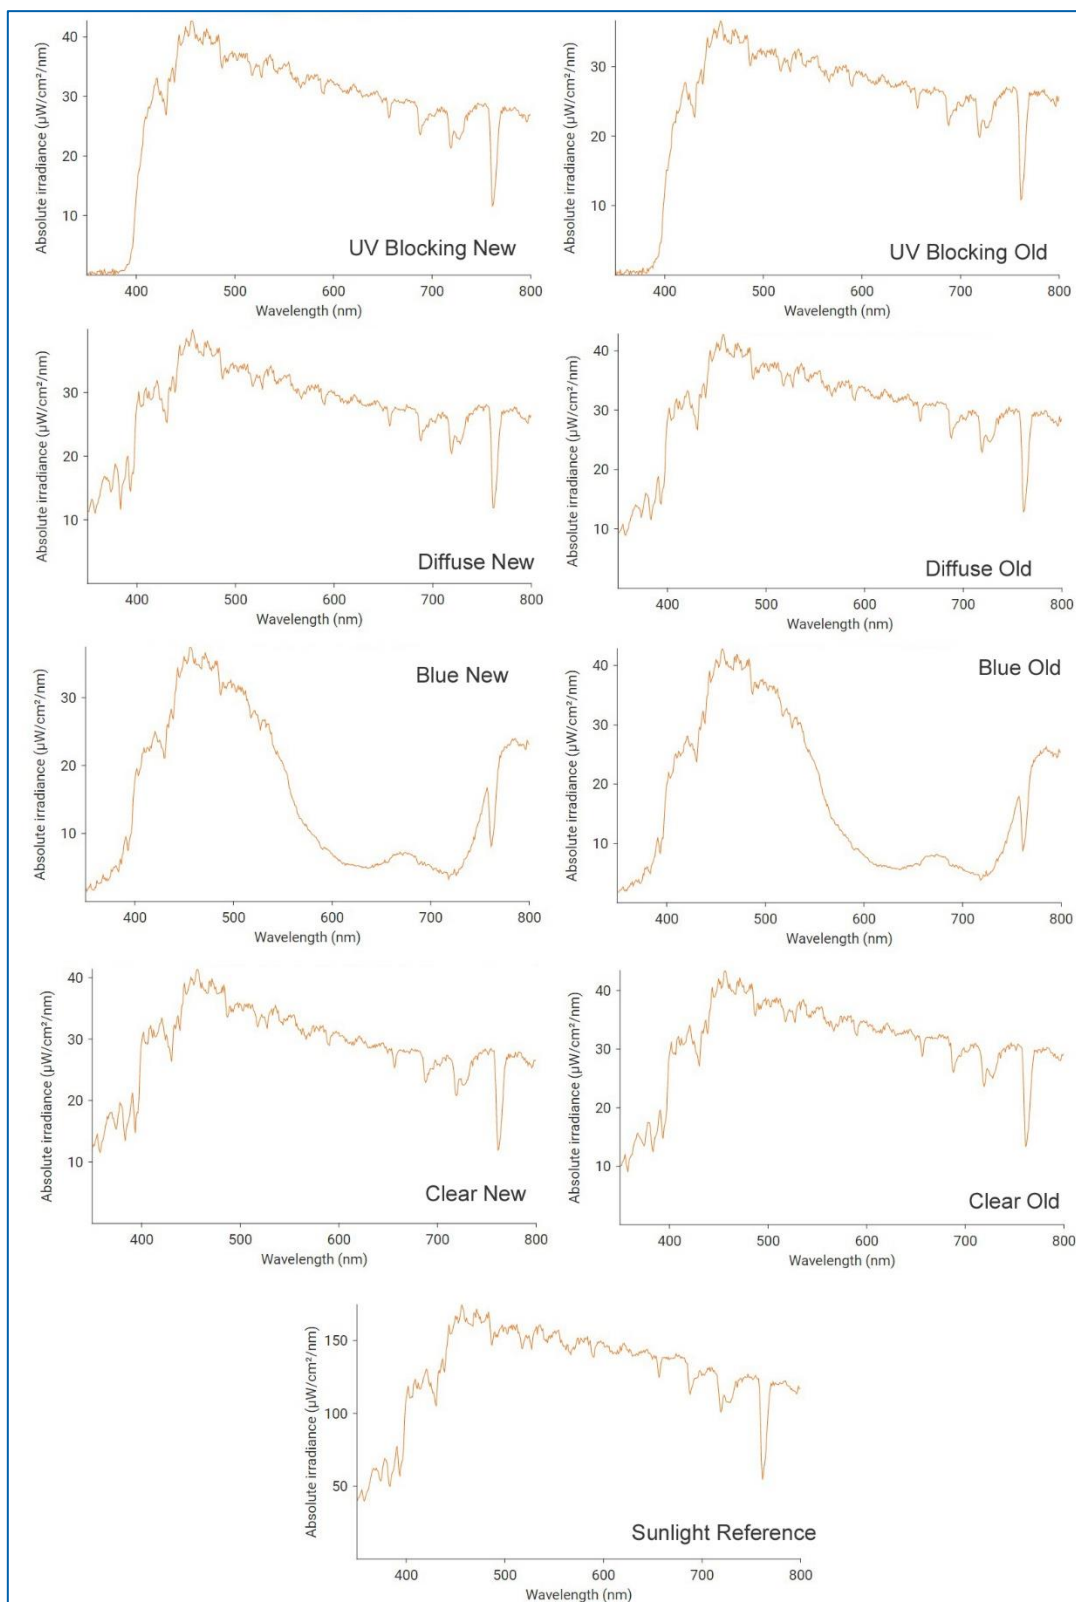 Absolute irradiance (µW/cm²/nm)
40
30
20
10
UV Blocking New
400 500 600 700 800
Wavelength (nm)
Absolute irradiance (µW/cm²/nm)
30
20
10
UV Blocking Old
400 500 600 700 800
Wavelength (nm)
Absolute irradiance (µW/cm²/nm)
30
20
10
Diffuse New
400 500 600 700 800
Wavelength (nm)
Absolute irradiance (µW/cm²/nm)
40
30
20
10
Diffuse Old
400 500 600 700 800
Wavelength (nm)
Absolute irradiance (µW/cm²/nm)
Blue New
30
20
10
400 500 600 700 800
Wavelength (nm)
Absolute irradiance (µW/cm²/nm)
Blue Old
40
30
20
10
400 500 600 700 800
Wavelength (nm)
Absolute irradiance (µW/cm²/nm)
40
30
20
10
Clear New
400 500 600 700 800
Wavelength (nm)
Absolute irradiance (µW/cm²/nm)
40
30
20
10
Clear Old
400 500 600 700 800
Wavelength (nm)
Absolute irradiance (µW/cm²/nm)
150
100
50
Sunlight Reference
400 500 600 700 800
Wavelength (nm)